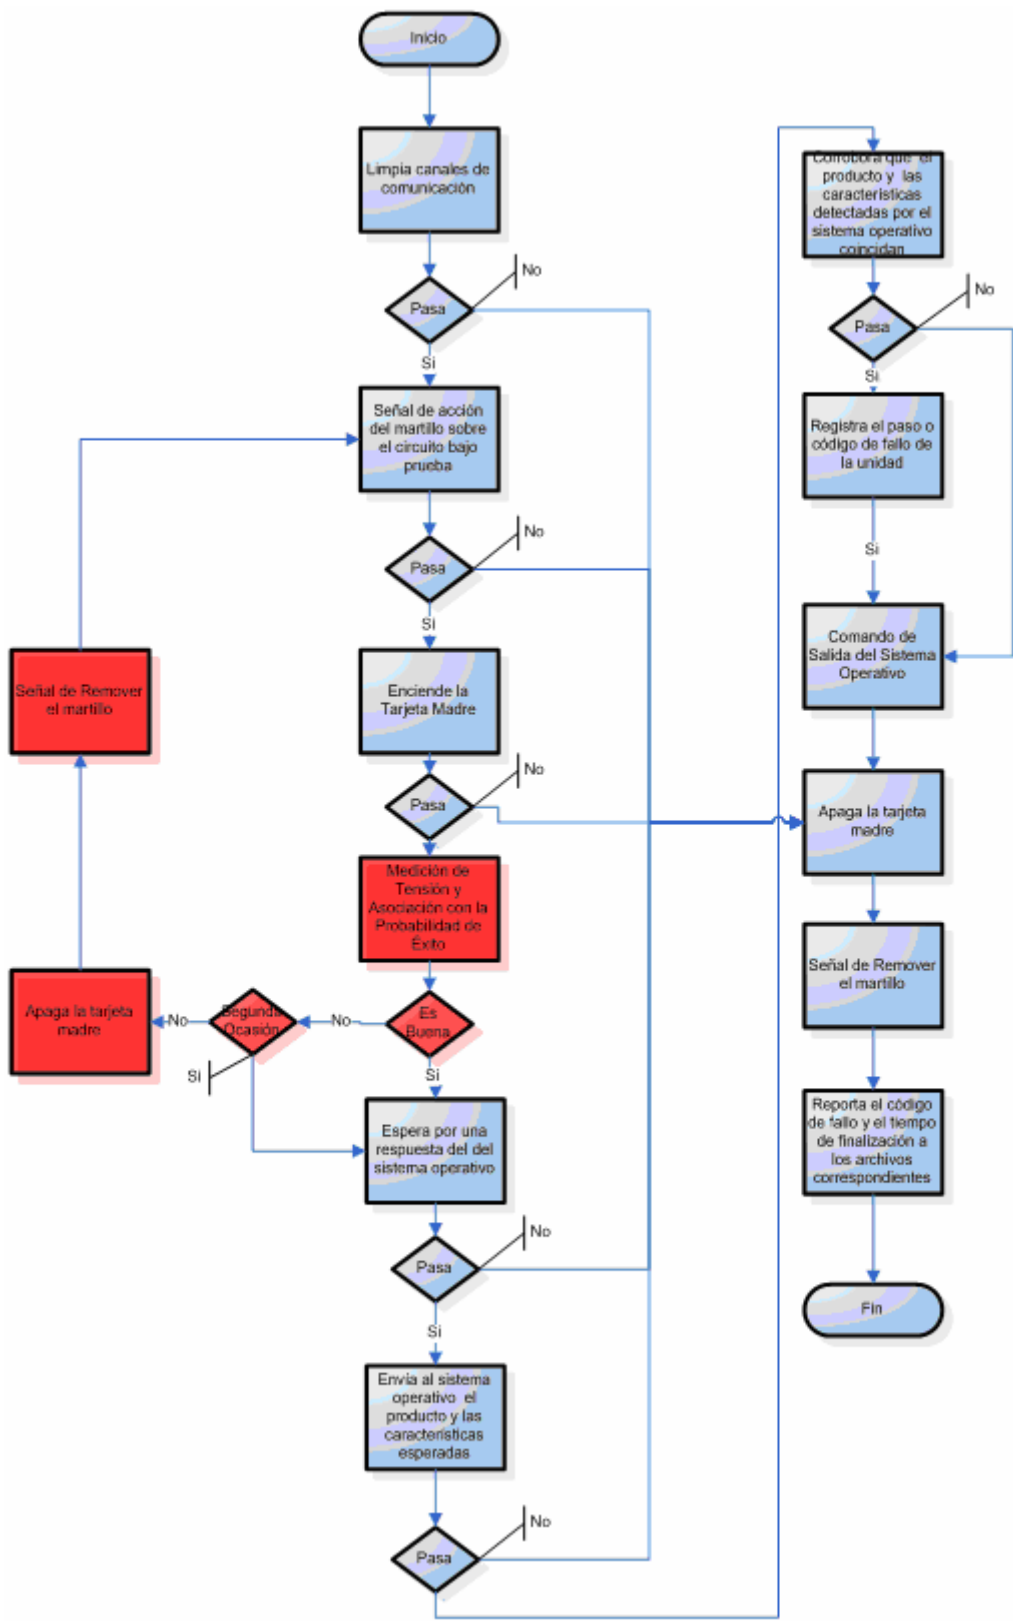 Inicio
Limpia canales de
comunicación
Pasa
No
Si
Señal de acción
del martillo sobre
el circuito bajo
prueba
Pasa
No
Si
Enciende la
Tarjeta Madre
Pasa
No
Medición de
Tensión y
Asociación con la
Probabilidad de
Éxito
Es
Buena
No
Segunda
Ocasión
No
Si
Apaga la tarjeta
madre
Señal de Remover
el martillo
Si
Espera por una
respuesta del del
sistema operativo
Pasa
No
Si
Envía al sistema
operativo el
producto y las
características
esperadas
Pasa
No
Corrobora que el
producto y las
características
detectadas por el
sistema operativo
coincidan
Pasa
No
Si
Registra el paso o
código de fallo de
la unidad
Si
Comando de
Salida del Sistema
Operativo
Apaga la tarjeta
madre
Señal de Remover
el martillo
Reporta el código
de fallo y el tiempo
de finalización a
los archivos
correspondientes
Fin